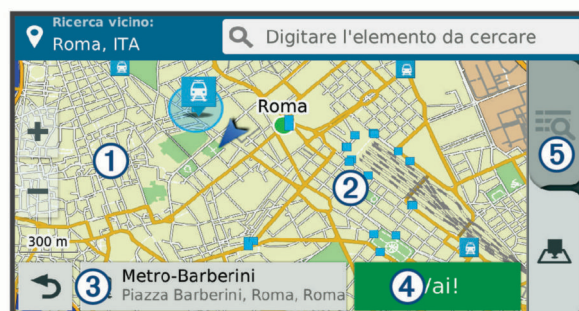 Ricerca vicino:
Roma, ITA
Digitare l'elemento da cercare
Roma
1
2
5
300 m
3
Metro-Barberini
Piazza Barberini, Roma, Roma
4
Vai!